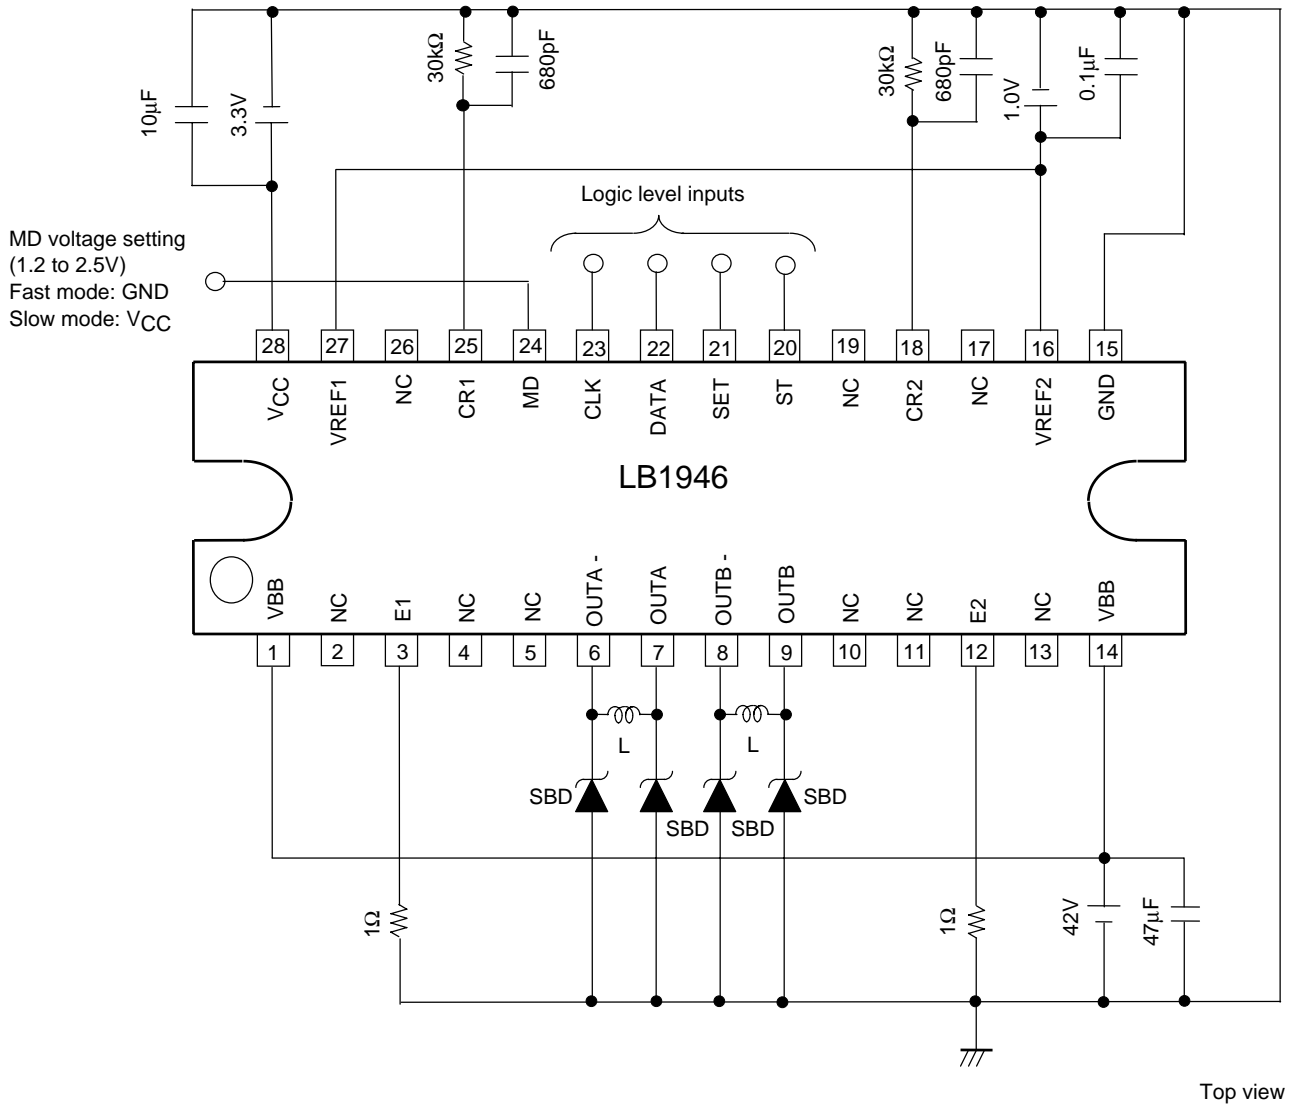 10μF
3.3V
30kΩ
680pF
30kΩ
680pF
1.0V
0.1μF
Logic level inputs
MD voltage setting
(1.2 to 2.5V)
Fast mode: GND
Slow mode: VCC
28 27 26 25 24 23 22 21 20 19 18 17 16 15
VCC VREF1 NC CR1 MD CLK DATA SET ST NC CR2 NC VREF2 GND
LB1946
VBB NC E1 NC NC OUTA - OUTA OUTB - OUTB NC NC E2 NC VBB
1 2 3 4 5 6 7 8 9 10 11 12 13 14
L L
SBD SBD SBD SBD
1Ω
1Ω
42V
47μF
Top view